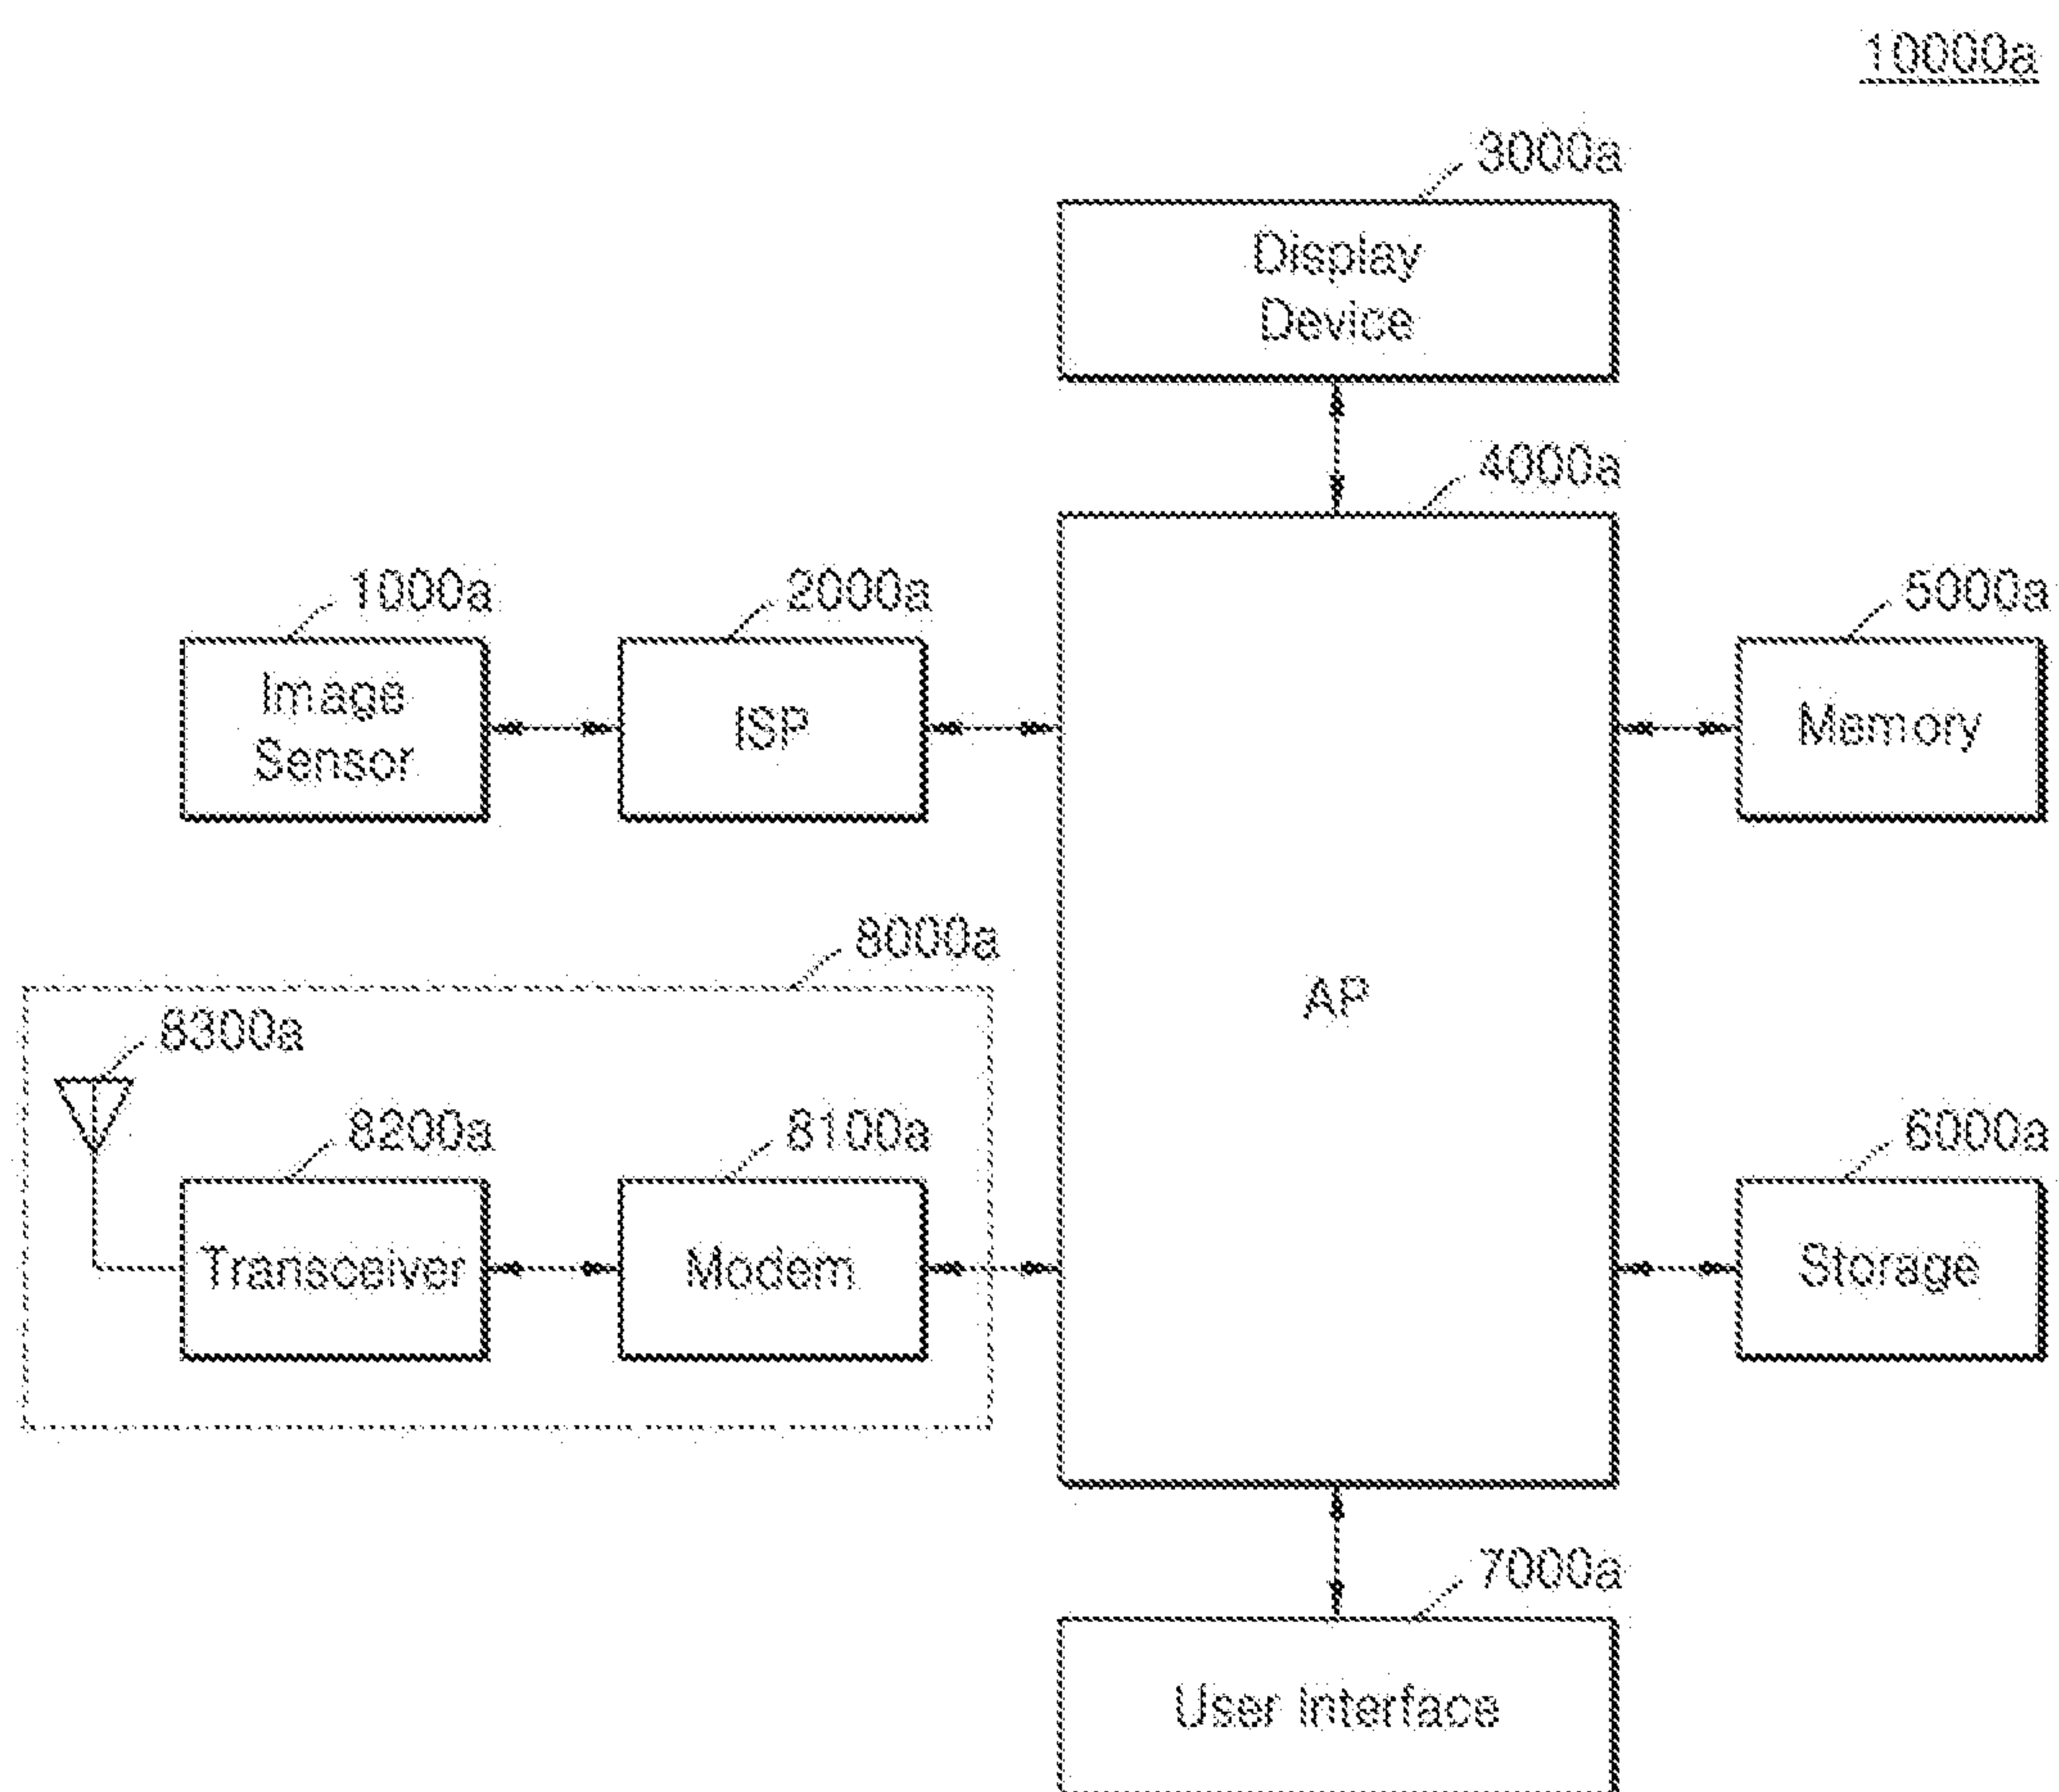 10000a
3000a
Display
Device
4000a
1000a
2000a
5000a
Image
Sensor
ISP
Memory
8000a
AP
8300a
8200a
8100a
6000a
Transceiver
Modem
Storage
7000a
User Interface